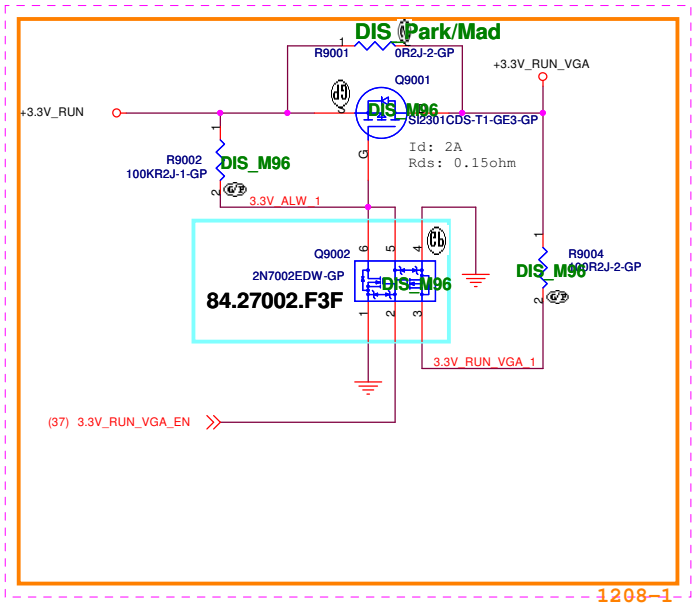 DIS_Park/Mad
1
R9001
0R2J-2-GP
+3.3V_RUN_VGA
Q9001
+3.3V_RUN
S
D
DIS_M96
SI2301CDS-T1-GE3-GP
1
G
Id: 2A
Rds: 0.15ohm
R9002
DIS_M96
100KR2J-1-GP
2
3.3V_ALW_1
Q9002
6
5
4
1
R9004
2N7002EDW-GP
100R2J-2-GP
DIS_M96
DIS_M96
84.27002.F3F
2
1
2
3
3.3V_RUN_VGA_1
(37) 3.3V_RUN_VGA_EN
1208-1